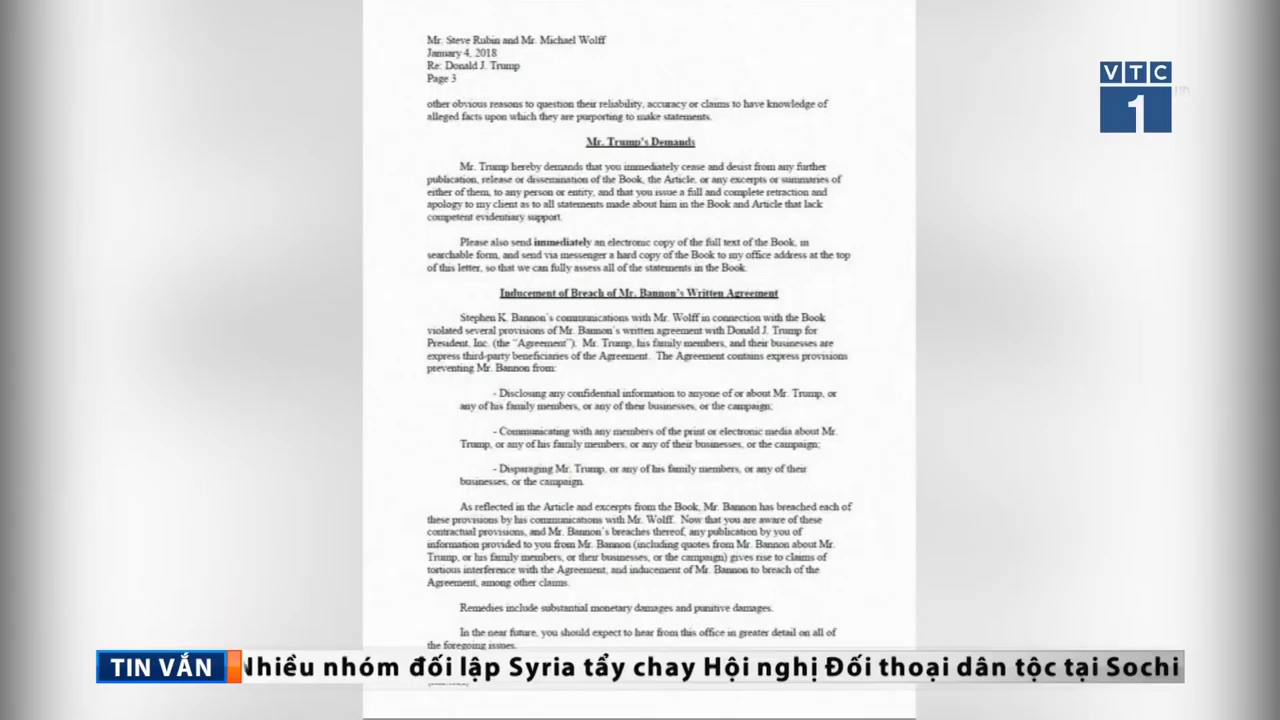 Mr. Steve Rubin and Mr. Michael Wolff
January 4, 2018
Re: Donald J. Trump
Page 3
other obvious reasons to question their reliability, accuracy or claims to have knowledge of
alleged facts upon which they are purporting to make statements.
Mr. Trump's Demands
Mr. Trump hereby demands that you immediately cease and desist from any further
publication, release or dissemination of the Book, the Article, or any excerpts or summaries of
either of them, to any person or entity, and that you issue a full and complete retraction and
apology to my client as to all statements made about him in the Book and Article that lack
competent evidentiary support.
Please also send immediately an electronic copy of the full text of the Book, in
searchable form, and send via messenger a hard copy of the Book to my office address at the top
of this letter, so that we can fully assess all of the statements in the Book.
Inducement of Breach of Mr. Bannon's Written Agreement
Stephen K. Bannon's communications with Mr. Wolff in connection with the Book
violated several provisions of Mr. Bannon's written agreement with Donald J. Trump for
President, Inc. (the "Agreement"). Mr. Trump, his family members, and their businesses are
express third-party beneficiaries of the Agreement. The Agreement contains express provisions
preventing Mr. Bannon from:
- Disclosing any confidential information to anyone of or about Mr. Trump, or
any of his family members, or any of their businesses, or the campaign;
- Communicating with any members of the print or electronic media about Mr.
Trump, or any of his family members, or any of their businesses, or the campaign;
- Disparaging Mr. Trump, or any of his family members, or any of their
businesses, or the campaign.
As reflected in the Article and excerpts from the Book, Mr. Bannon has breached each of
these provisions by his communications with Mr. Wolff. Now that you are aware of these
contractual provisions, and Mr. Bannon's breaches thereof, any publication by you of
information provided to you from Mr. Bannon (including quotes from Mr. Bannon about Mr.
Trump, or his family members, or their businesses, or the campaign) gives rise to claims of
tortious interference with the Agreement, and inducement of Mr. Bannon to breach of the
Agreement, among other claims.
Remedies include substantial monetary damages and punitive damages.
In the near future, you should expect to hear from this office in greater detail on all of
the foregoing issues.
VTC
1
TIN VẮN
Nhiều nhóm đối lập Syria tẩy chay Hội nghị Đối thoại dân tộc tại Sochi